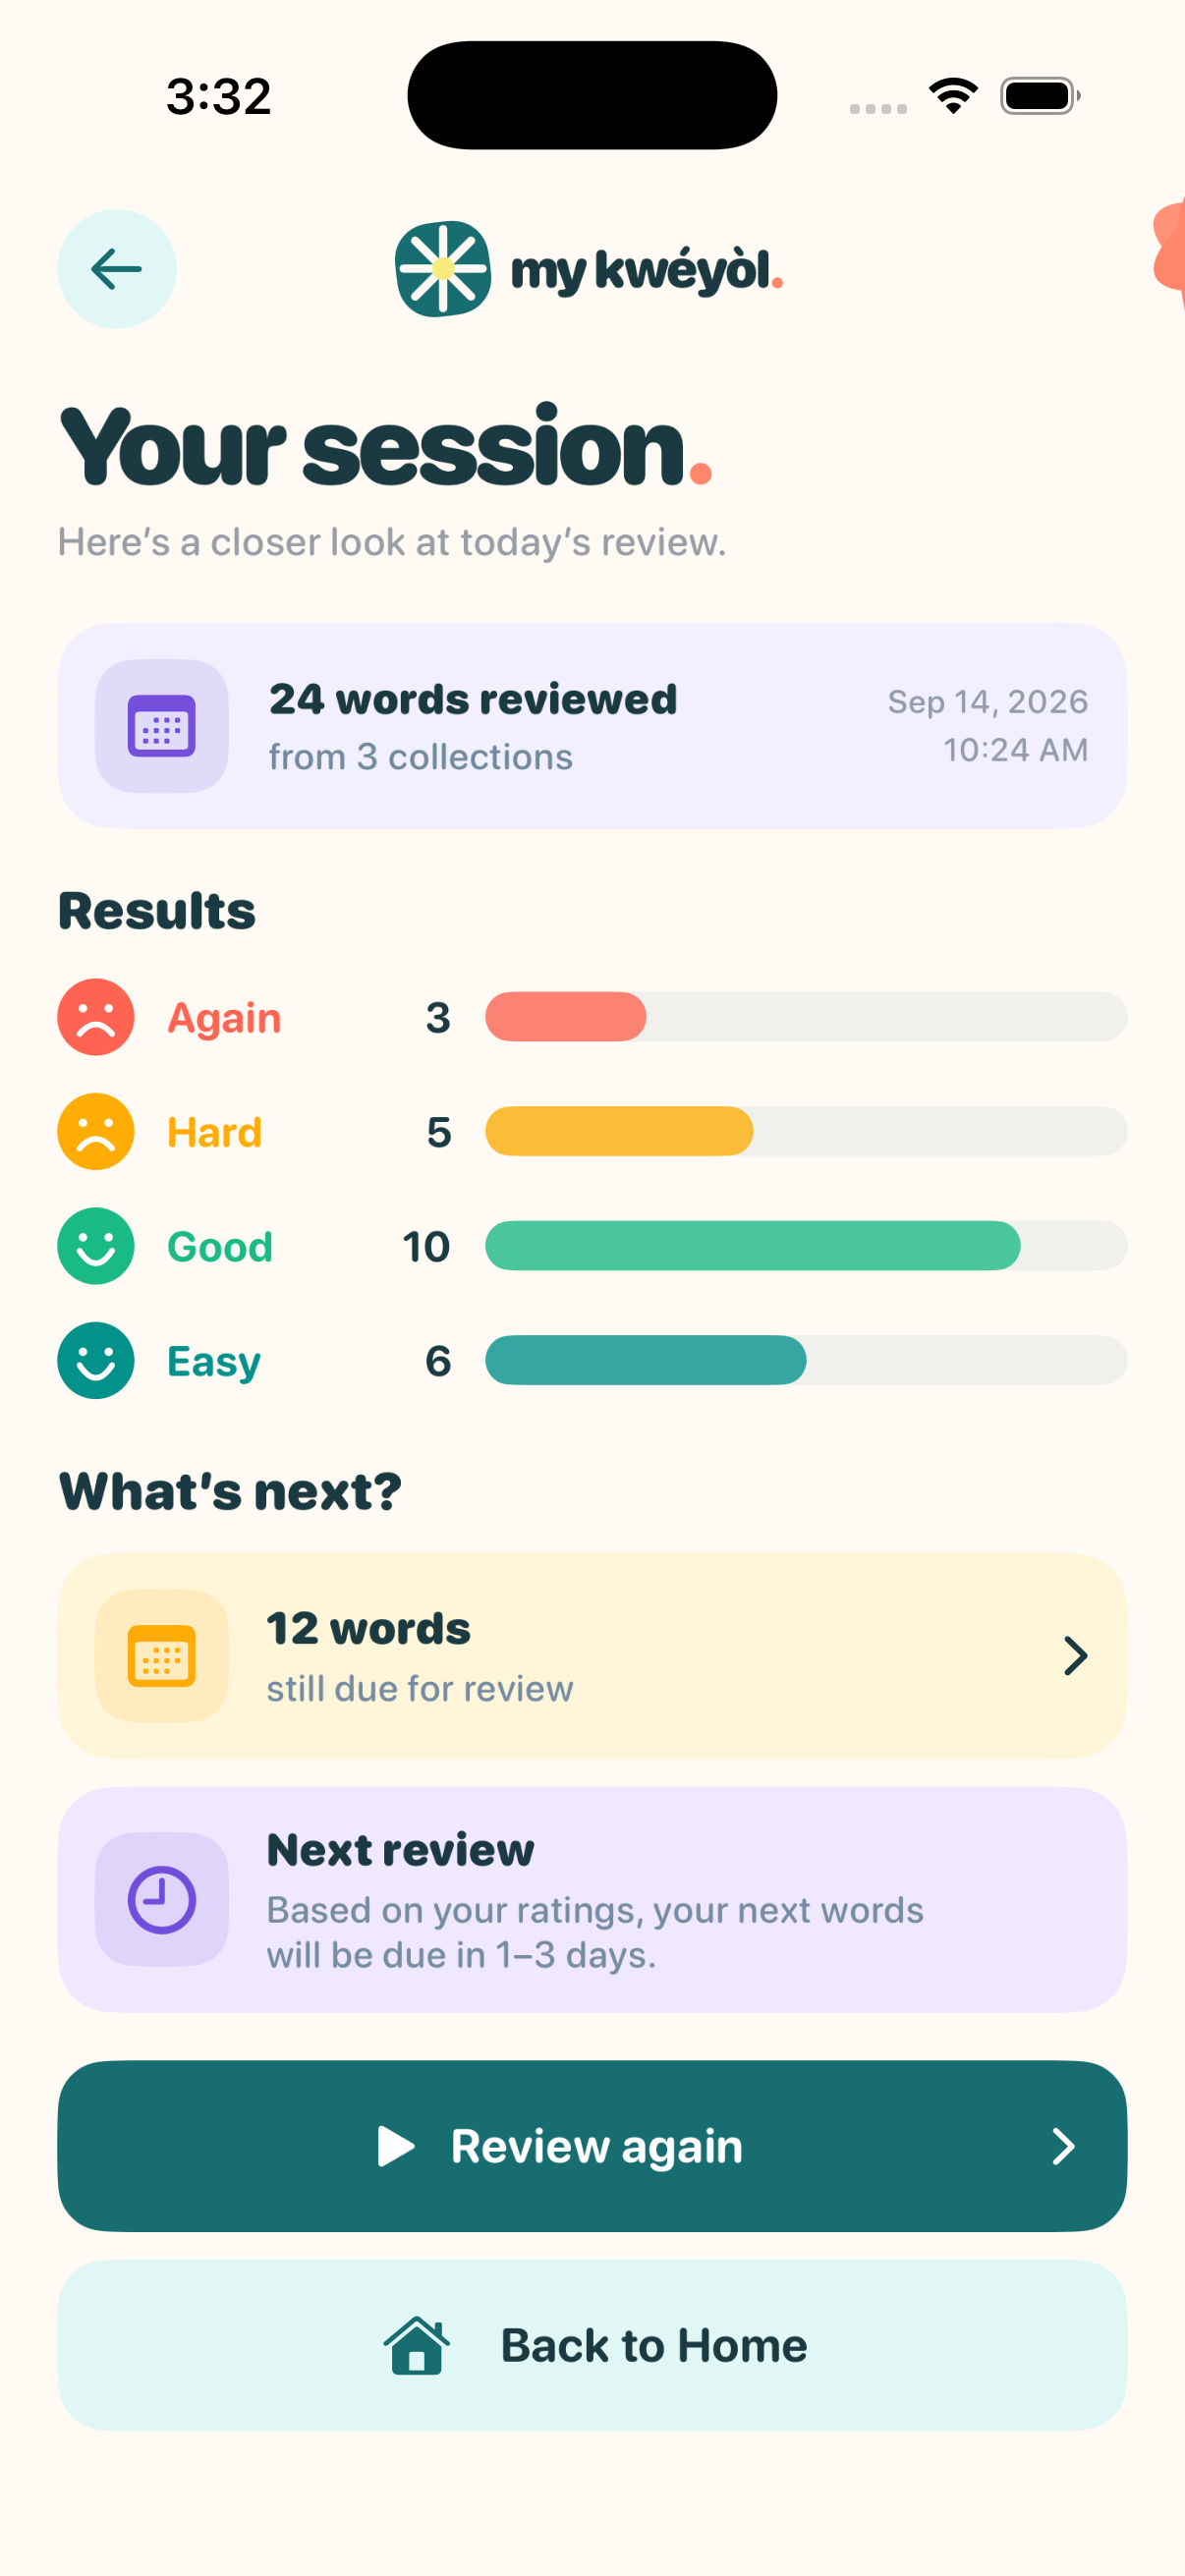 3:32
my kwéyòl.
Your session.
Here’s a closer look at today’s review.
24 words reviewed
from 3 collections
Sep 14, 2026
10:24 AM
Results
Again 3
Hard 5
Good 10
Easy 6
What’s next?
12 words
still due for review
Next review
Based on your ratings, your next words
will be due in 1–3 days.
Review again
Back to Home